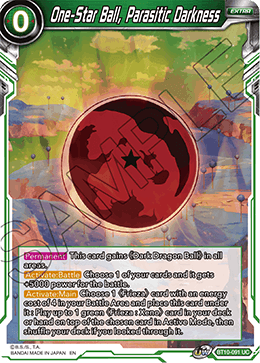 One-Star Ball, Parasitic Darkness
EXTRA
0
SAMPLE
Permanent This card gains {Dark Dragon Ball} in all
areas.
Activate:Battle Choose 1 of your cards and it gets
+5000 power for the battle.
Activate:Main Choose 1 《Frieza》 card with an energy
cost of 4 in your Battle Area and place this card under
it: Play up to 1 green 《Frieza : Xeno》 card in your deck
or hand on top of the chosen card in Active Mode, then
shuffle your deck if you looked through it.
BANDAI MADE IN JAPAN EN
BT10-091 UC